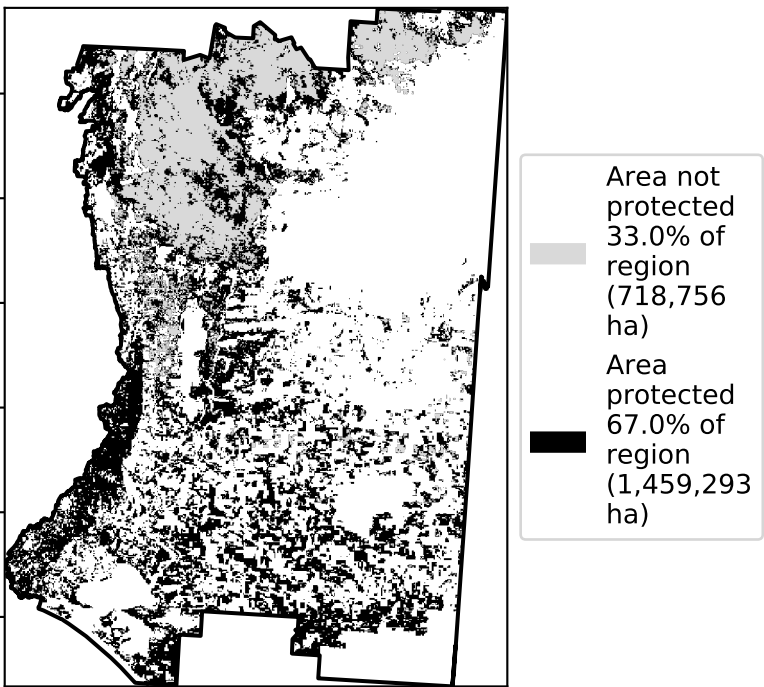 Area not
protected
33.0% of
region
(718,756
ha)
Area
protected
67.0% of
region
(1,459,293
ha)